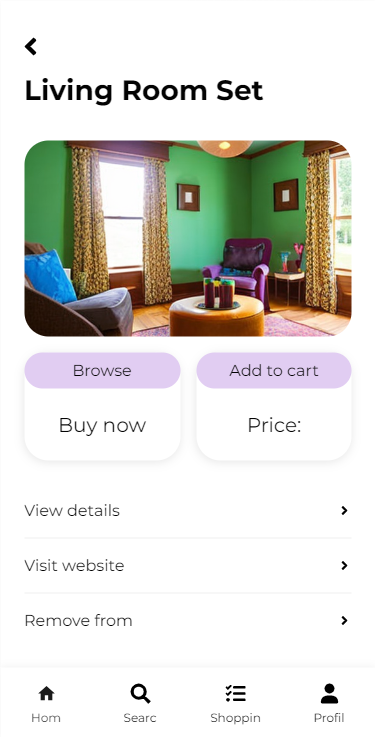 Living Room Set
Browse
Add to cart
Buy now
Price:
View details
Visit website
Remove from
Hom
Searc
Shoppin
Profil